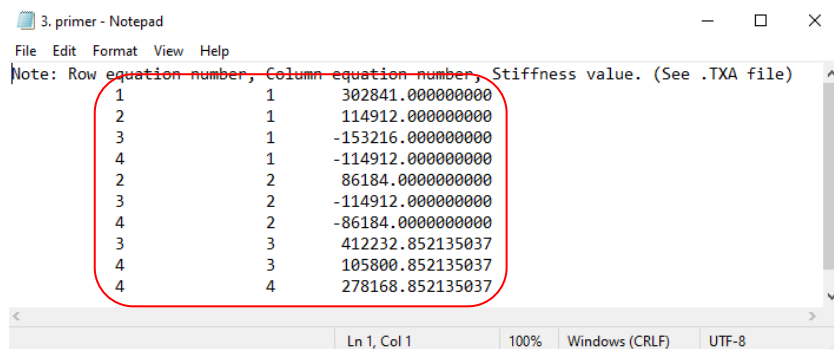 3. primer - Notepad
File Edit Format View Help
Note: Row equation number, Column equation number, Stiffness value. (See .TXA file)
1 1 302841.000000000
2 1 114912.000000000
3 1 -153216.000000000
4 1 -114912.000000000
2 2 86184.0000000000
3 2 -114912.000000000
4 2 -86184.0000000000
3 3 412232.852135037
4 3 105800.852135037
4 4 278168.852135037
Ln 1, Col 1 100% Windows (CRLF) UTF-8